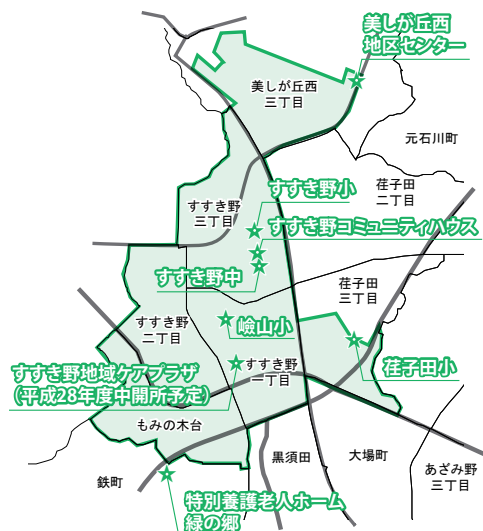 美しが丘西
地区センター
美しが丘西
三丁目
元石川町
荏子田
二丁目
すすき野小
すすき野
三丁目
すすき野コミュニティハウス
すすき野中
荏子田
三丁目
嶮山小
すすき野
二丁目
荏子田小
すすき野地域ケアプラザ
(平成28年度中開所予定)
すすき野
一丁目
もみの木台
鉄町
黒須田
大場町
あざみ野
三丁目
特別養護老人ホーム
緑の郷